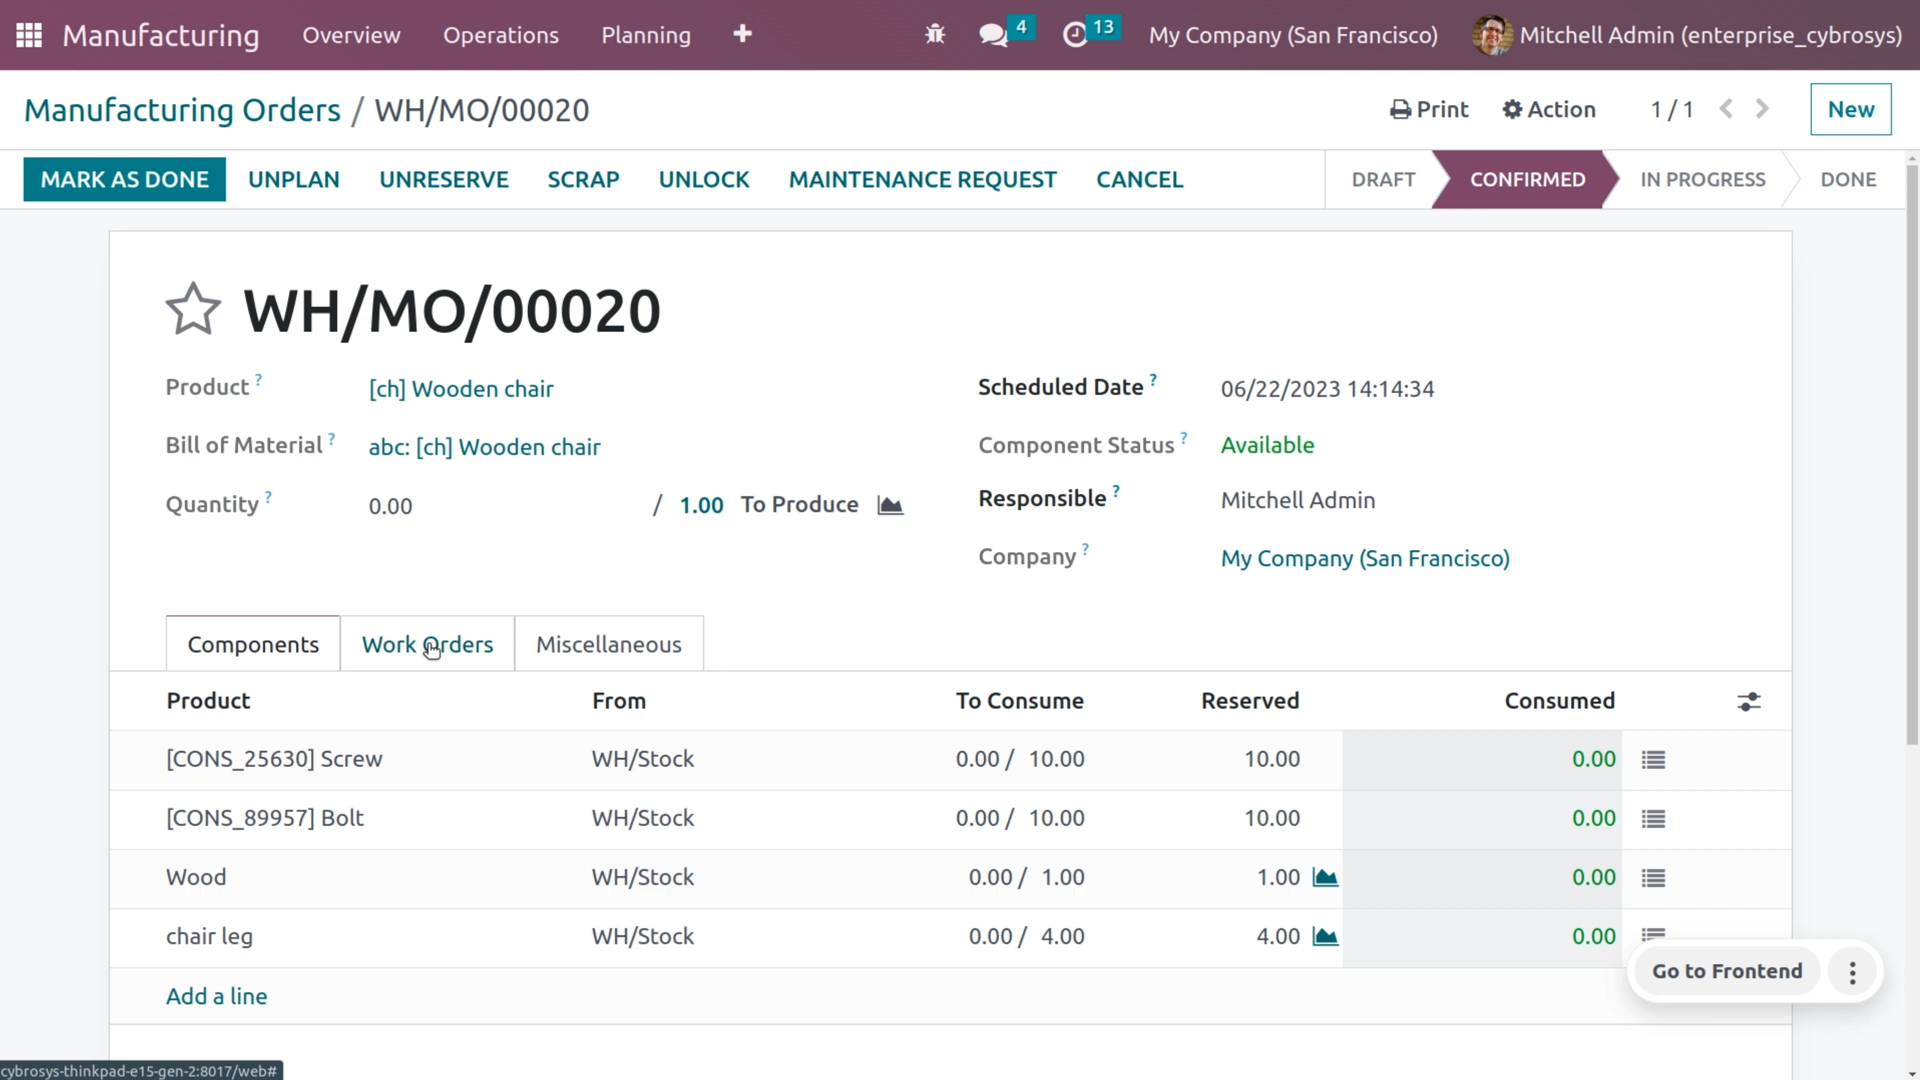 Manufacturing Overview Operations Planning 4 13 My Company (San Francisco) Mitchell Admin (enterprise_cybrosys)
Manufacturing Orders / WH/MO/00020 Print Action 1 / 1 New
MARK AS DONE UNPLAN UNRESERVE SCRAP UNLOCK MAINTENANCE REQUEST CANCEL DRAFT CONFIRMED IN PROGRESS DONE
WH/MO/00020
Product ? [ch] Wooden chair Scheduled Date ? 06/22/2023 14:14:34
Bill of Material ? abc: [ch] Wooden chair Component Status ? Available
Quantity ? 0.00 / 1.00 To Produce Responsible ? Mitchell Admin
Company ? My Company (San Francisco)
Components Work Orders Miscellaneous
Product From To Consume Reserved Consumed
[CONS_25630] Screw WH/Stock 0.00 / 10.00 10.00 0.00
[CONS_89957] Bolt WH/Stock 0.00 / 10.00 10.00 0.00
Wood WH/Stock 0.00 / 1.00 1.00 0.00
chair leg WH/Stock 0.00 / 4.00 4.00 0.00
Go to Frontend
Add a line
cybrosys-thinkpad-e15-gen-2:8017/web#